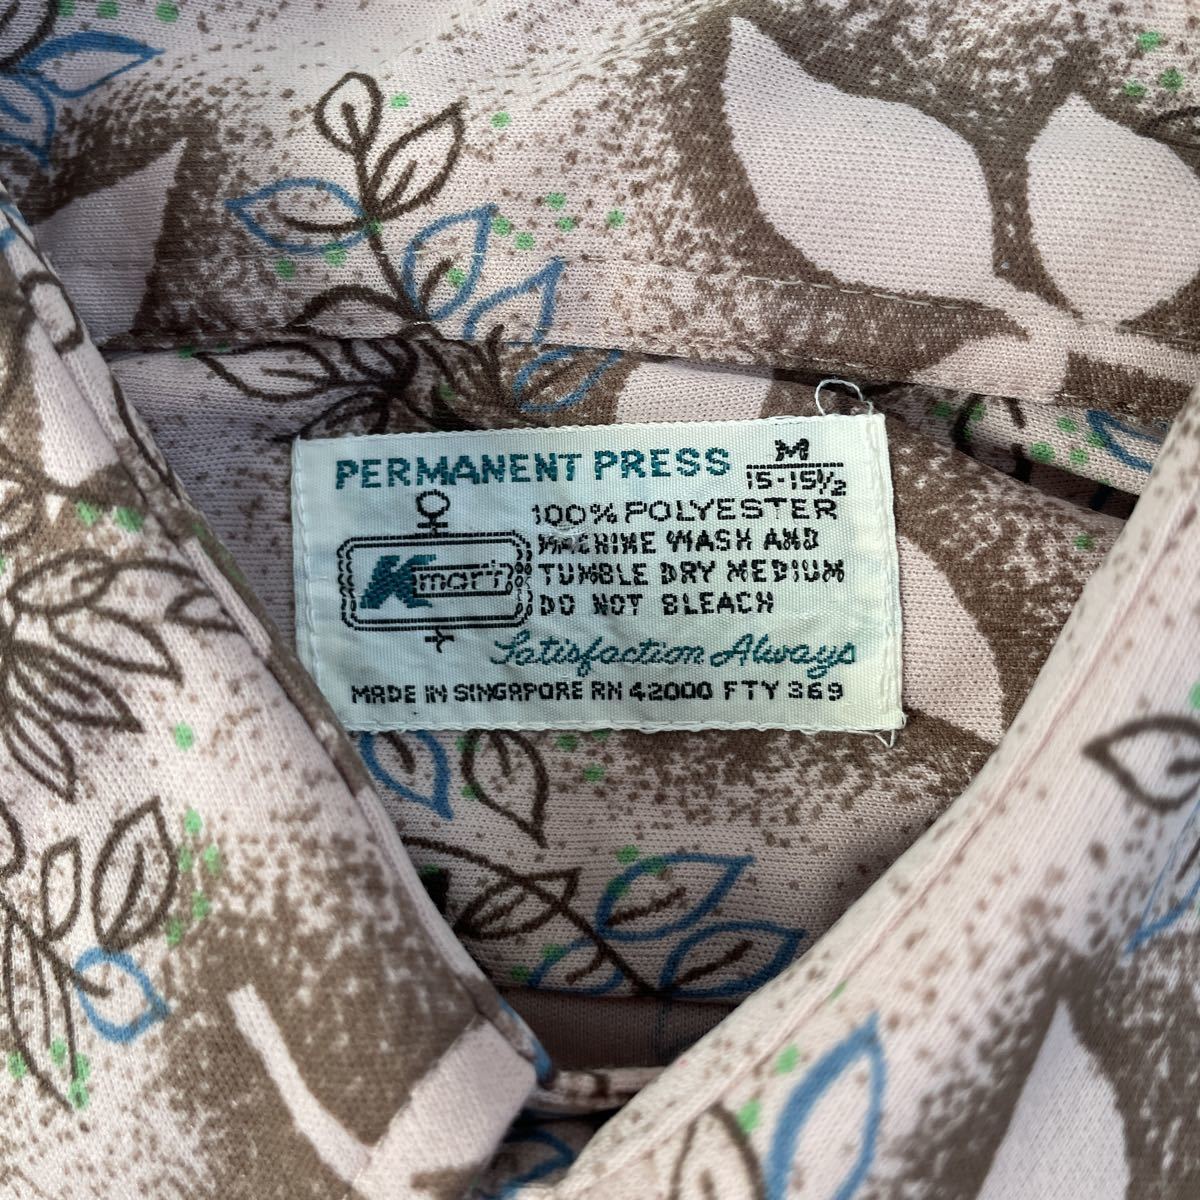 PERMANENT PRESS M
15-15½
100% POLYESTER
MACHINE WASH AND
TUMBLE DRY MEDIUM
DO NOT BLEACH
Kmart
Satisfaction Always
MADE IN SINGAPORE RN 42000 FTY 369